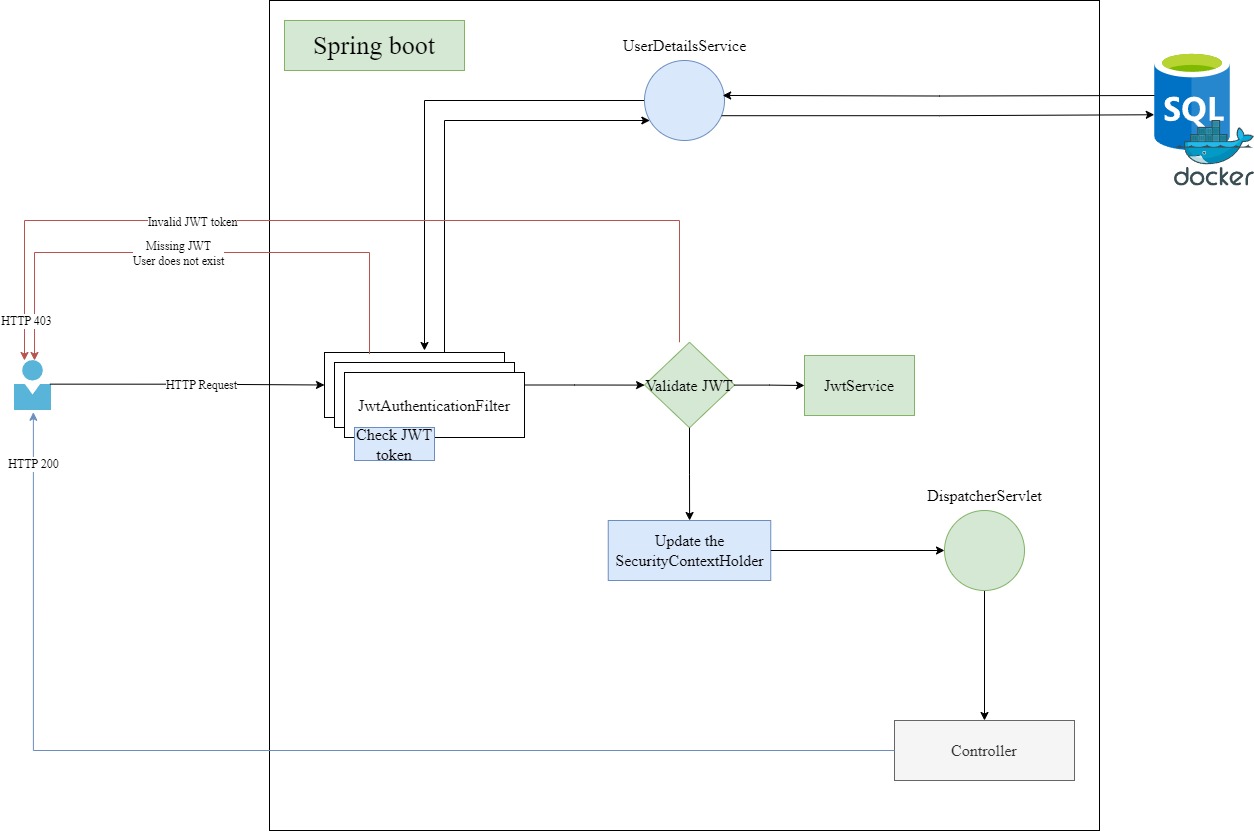 Spring boot
UserDetailsService
SQL
docker
Invalid JWT token
Missing JWT
User does not exist
HTTP 403
HTTP Request
JwtAuthenticationFilter
Check JWT
token
Validate JWT
JwtService
HTTP 200
Update the
SecurityContextHolder
DispatcherServlet
Controller